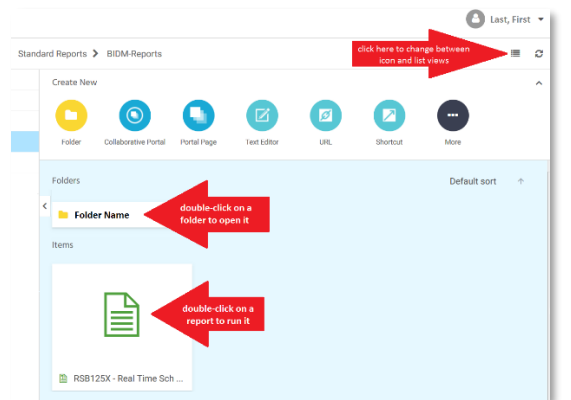 Last, First
Standard Reports > BIDM-Reports
click here to change between
icon and list views
Create New
Folder
Collaborative Portal
Portal Page
Text Editor
URL
Shortcut
More
Folders
Default sort
Folder Name
double-click on a
folder to open it
Items
double-click on a
report to run it
RSB125X - Real Time Sch ...